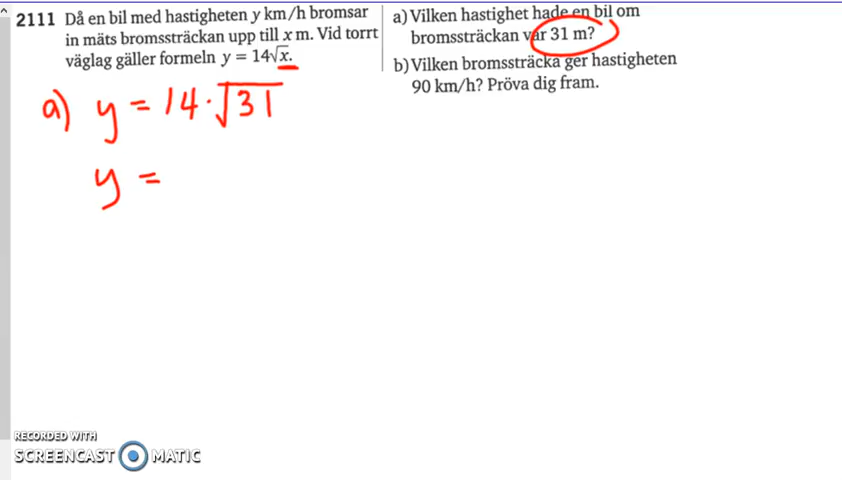 2111 Då en bil med hastigheten y km/h bromsar
in mäts bromssträckan upp till x m. Vid torrt
väglag gäller formeln y = 14√x.
a) Vilken hastighet hade en bil om
bromssträckan var 31 m?
b) Vilken bromssträcka ger hastigheten
90 km/h? Pröva dig fram.
a) y = 14 · √31
y =
RECORDED WITH
SCREENCAST MATIC